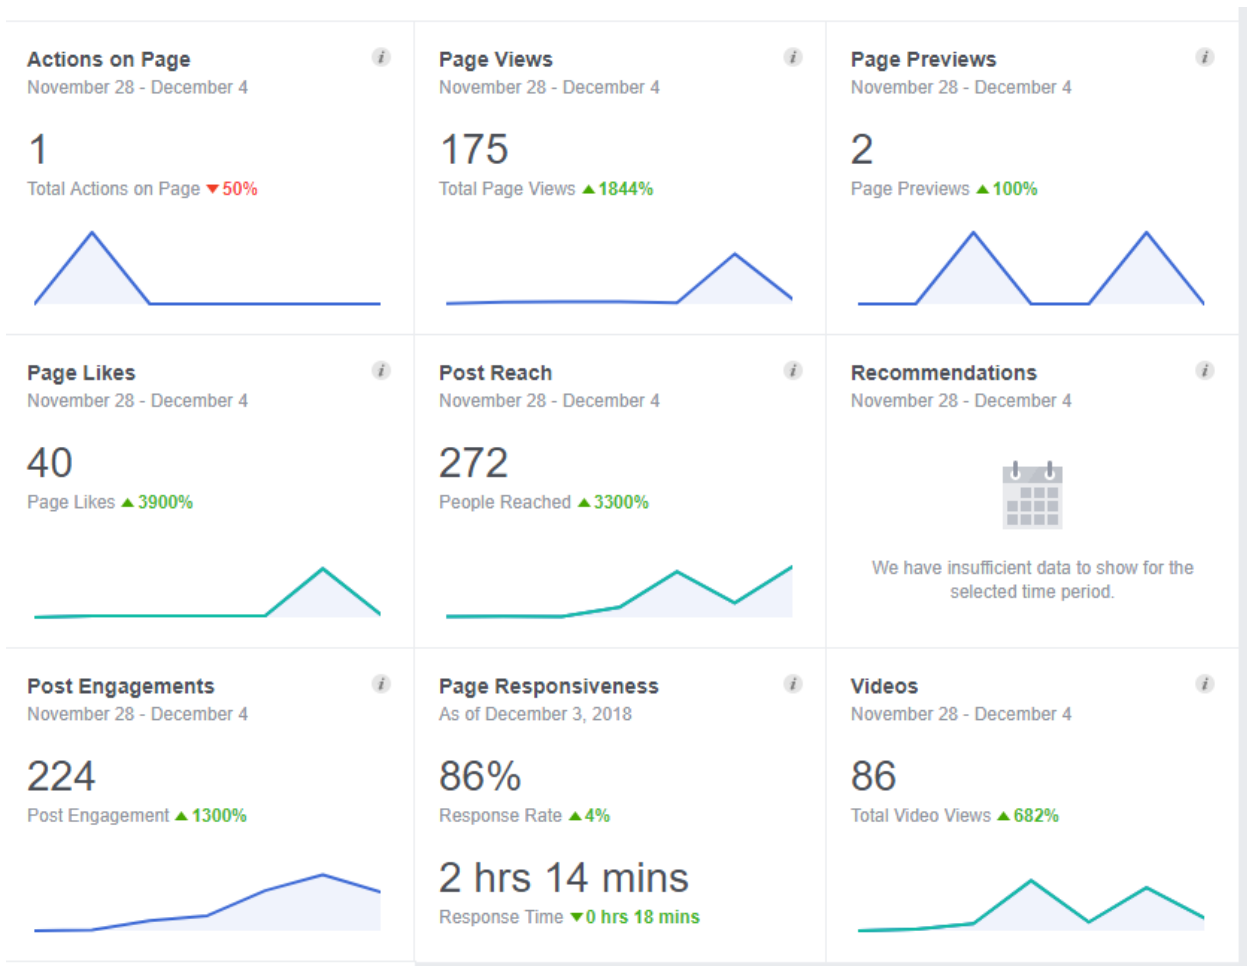 Actions on Page
November 28 - December 4
1
Total Actions on Page ▼50%
Page Views
November 28 - December 4
175
Total Page Views ▲1844%
Page Previews
November 28 - December 4
2
Page Previews ▲100%
Page Likes
November 28 - December 4
40
Page Likes ▲3900%
Post Reach
November 28 - December 4
272
People Reached ▲3300%
Recommendations
November 28 - December 4
We have insufficient data to show for the
selected time period.
Post Engagements
November 28 - December 4
224
Post Engagement ▲1300%
Page Responsiveness
As of December 3, 2018
86%
Response Rate ▲4%
2 hrs 14 mins
Response Time ▼0 hrs 18 mins
Videos
November 28 - December 4
86
Total Video Views ▲682%